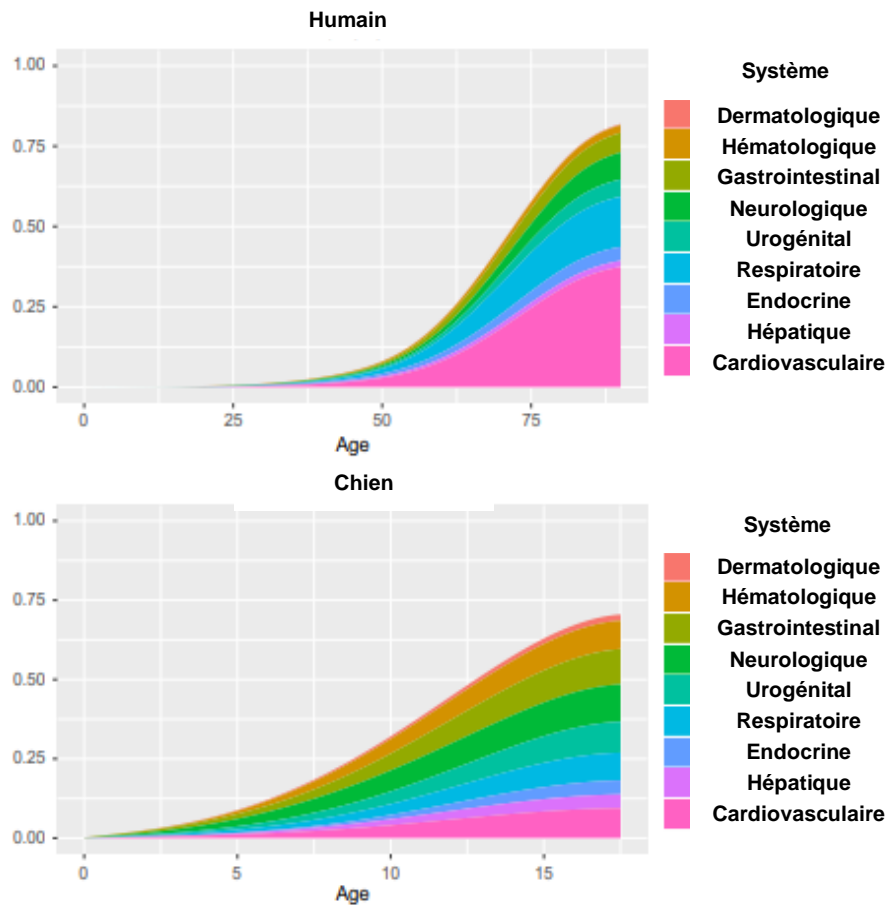 Humain
1.00
0.75
0.50
0.25
0.00
0 25 50 75
Age
Système
Dermatologique
Hématologique
Gastrointestinal
Neurologique
Urogénital
Respiratoire
Endocrine
Hépatique
Cardiovasculaire
Chien
1.00
0.75
0.50
0.25
0.00
0 5 10 15
Age
Système
Dermatologique
Hématologique
Gastrointestinal
Neurologique
Urogénital
Respiratoire
Endocrine
Hépatique
Cardiovasculaire